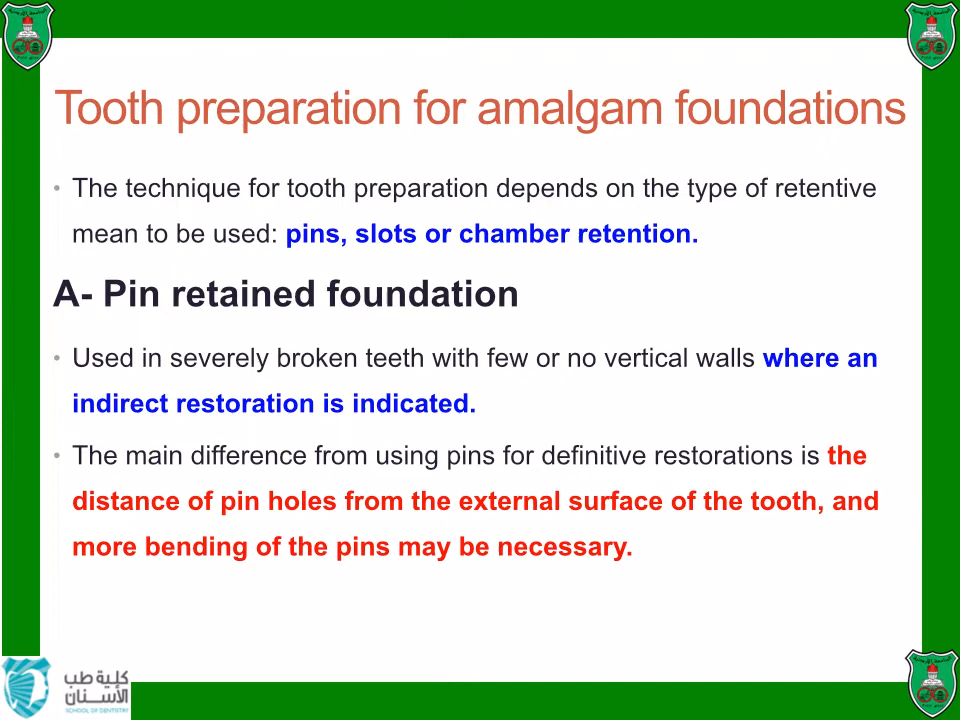 Tooth preparation for amalgam foundations
• The technique for tooth preparation depends on the type of retentive
mean to be used: pins, slots or chamber retention.
A- Pin retained foundation
• Used in severely broken teeth with few or no vertical walls where an
indirect restoration is indicated.
• The main difference from using pins for definitive restorations is the
distance of pin holes from the external surface of the tooth, and
more bending of the pins may be necessary.
كلية طب
الأسنان
SCHOOL OF DENTISTRY